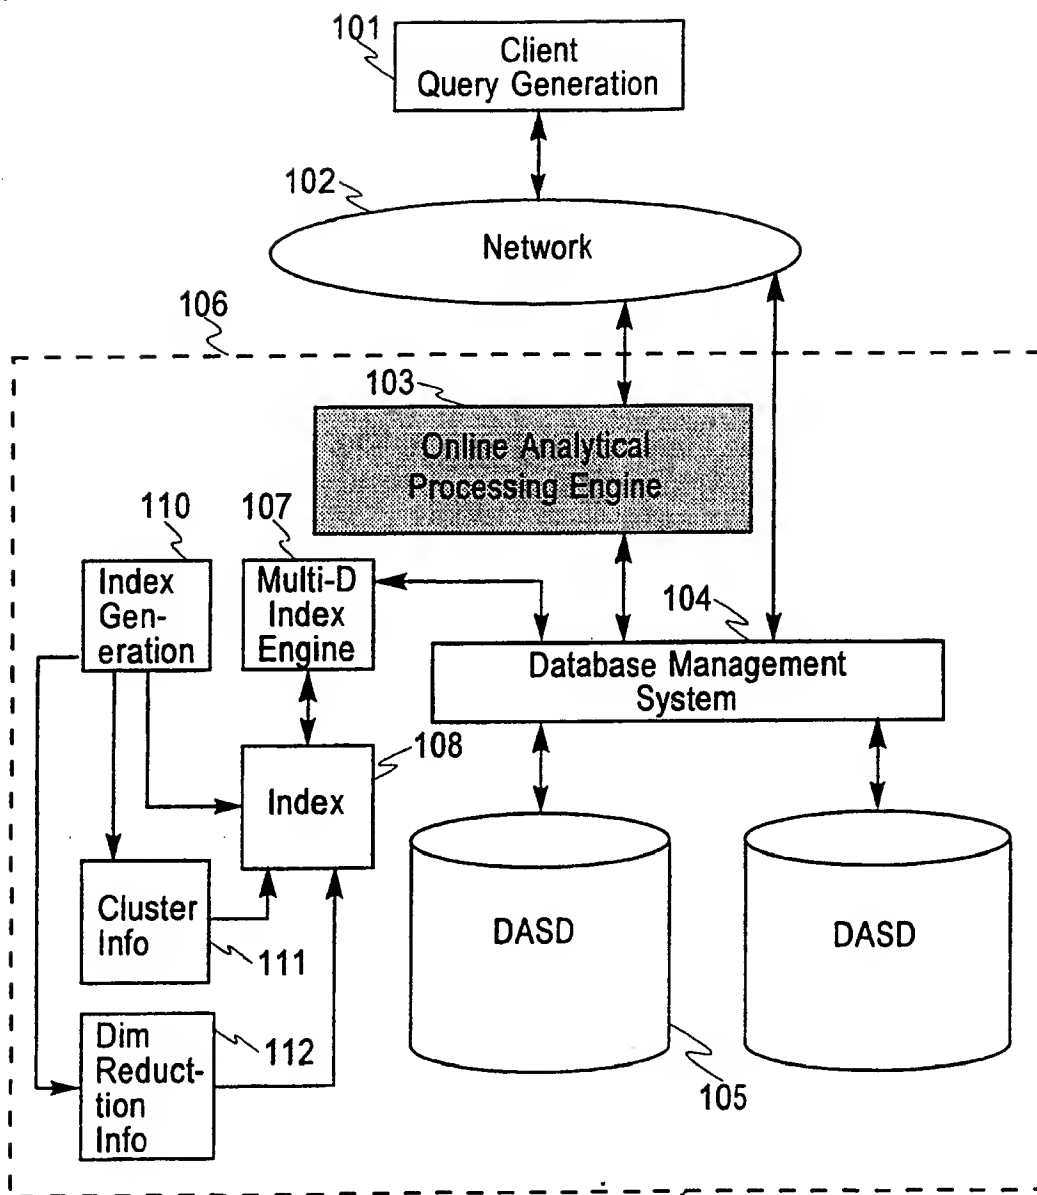 101
Client
Query Generation
102
Network
106
103
Online Analytical
Processing Engine
110
107
Index
Gen-
eration
Multi-D
Index
Engine
104
Database Management
System
108
Index
Cluster
Info
111
DASD
DASD
Dim
Reduct-
tion
Info
112
105